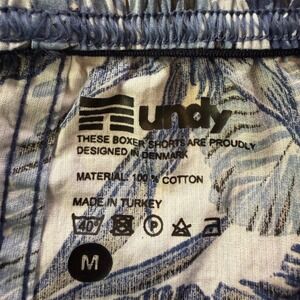 undy
THESE BOXER SHORTS ARE PROUDLY
DESIGNED IN DENMARK
MATERIAL: 100 % COTTON
MADE IN TURKEY
40 P
M